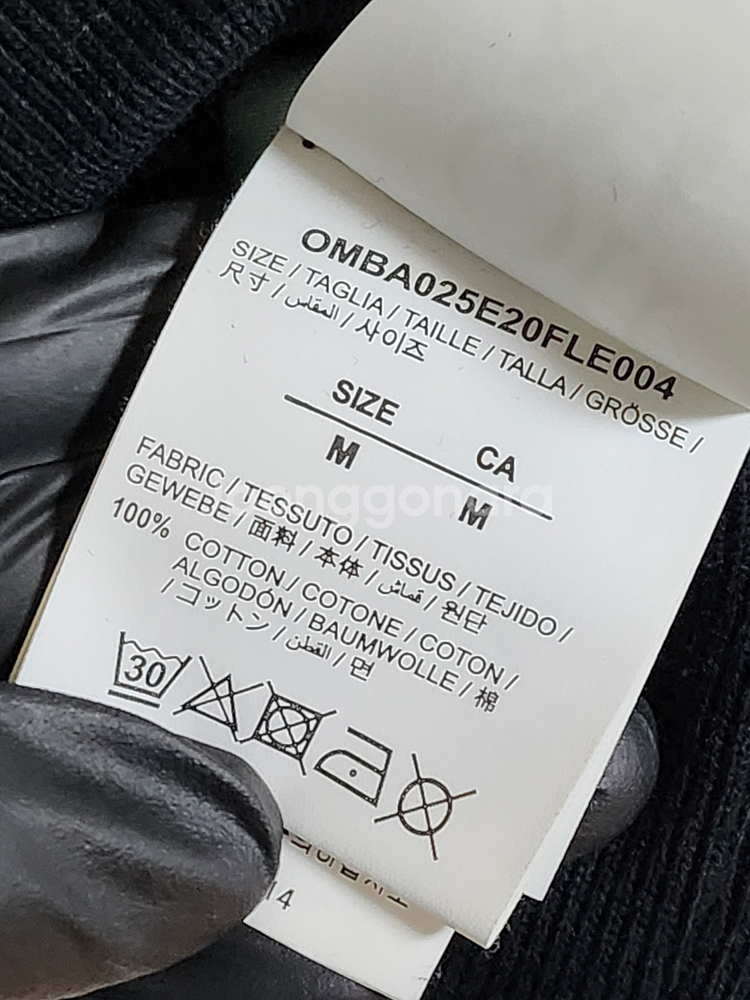 OMBA025E20FLE004
SIZE / TAGLIA / TAILLE / TALLA / GRÖSSE /
尺寸 / المقاس / 사이즈
SIZE CA
M M
FABRIC / TESSUTO / TISSUS / TEJIDO /
GEWEBE / 面料 / 本体 / قماش / 원단
100% COTTON / COTONE / COTON /
ALGODÓN / BAUMWOLLE / 棉
/ コットン / القطن / 면
30
14